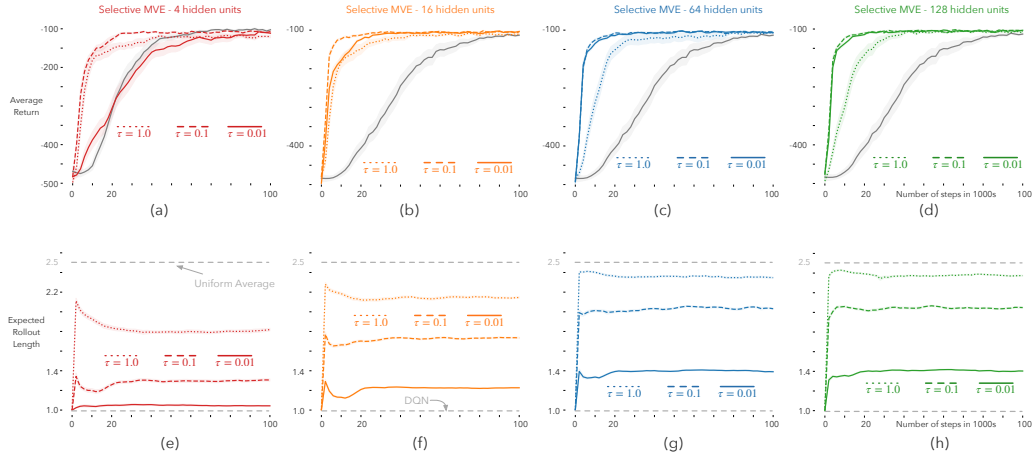 Selective MVE - 4 hidden units
Selective MVE - 16 hidden units
Selective MVE - 64 hidden units
Selective MVE - 128 hidden units
Average
Return
-100
-400
-500
τ = 1.0
τ = 0.1
τ = 0.01
0
20
100
(a)
-100
-400
τ = 1.0
τ = 0.1
τ = 0.01
0
20
100
(b)
-100
-400
τ = 1.0
τ = 0.1
τ = 0.01
0
20
100
(c)
-100
-400
τ = 1.0
τ = 0.1
τ = 0.01
0
20
100
Number of steps in 1000s
(d)
Expected
Rollout
Length
2.5
2.2
1.4
1.0
Uniform Average
τ = 1.0
τ = 0.1
τ = 0.01
0
20
100
(e)
2.5
1.4
1.0
τ = 1.0
τ = 0.1
τ = 0.01
DQN
0
20
100
(f)
2.5
1.4
1.0
τ = 1.0
τ = 0.1
τ = 0.01
0
20
100
(g)
2.5
1.4
1.0
τ = 1.0
τ = 0.1
τ = 0.01
0
20
100
Number of steps in 1000s
(h)